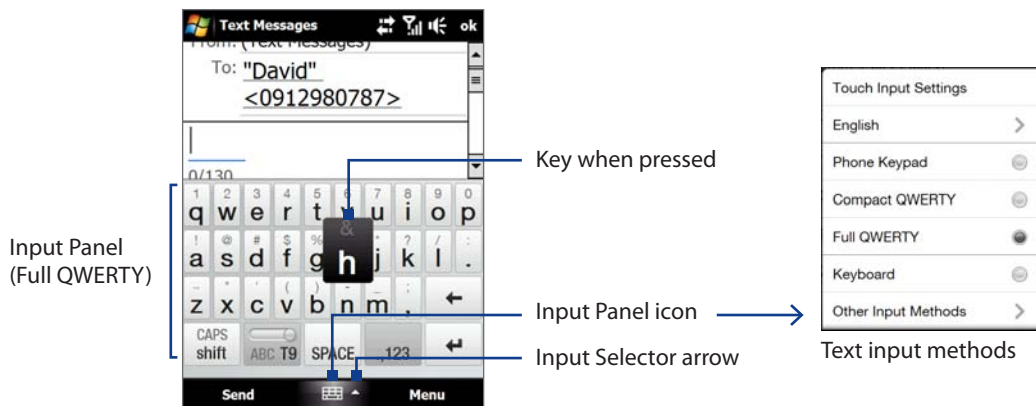 Text Messages ok
From: (Text Messages)
To: "David"
<0912980787>
0/130
1 2 3 4 5 6 7 8 9 0
q w e r t y u i o p
! @ # $ % & ? / :
a s d f g h j k l .
z x c v b n m ,
CAPS
shift ABC T9 SPACE .,123
Send Menu
Input Panel
(Full QWERTY)
Key when pressed
Input Panel icon
Input Selector arrow
Touch Input Settings
English
Phone Keypad
Compact QWERTY
Full QWERTY
Keyboard
Other Input Methods
Text input methods